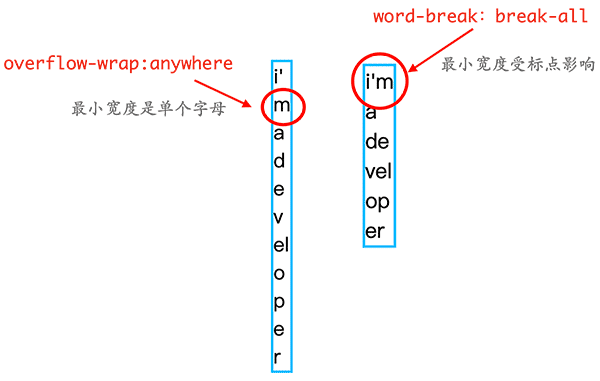 word-break: break-all
overflow-wrap:anywhere
最小宽度受标点影响
最小宽度是单个字母
i'
m
a
d
e
v
el
o
p
e
r
i'm
a
de
vel
op
er